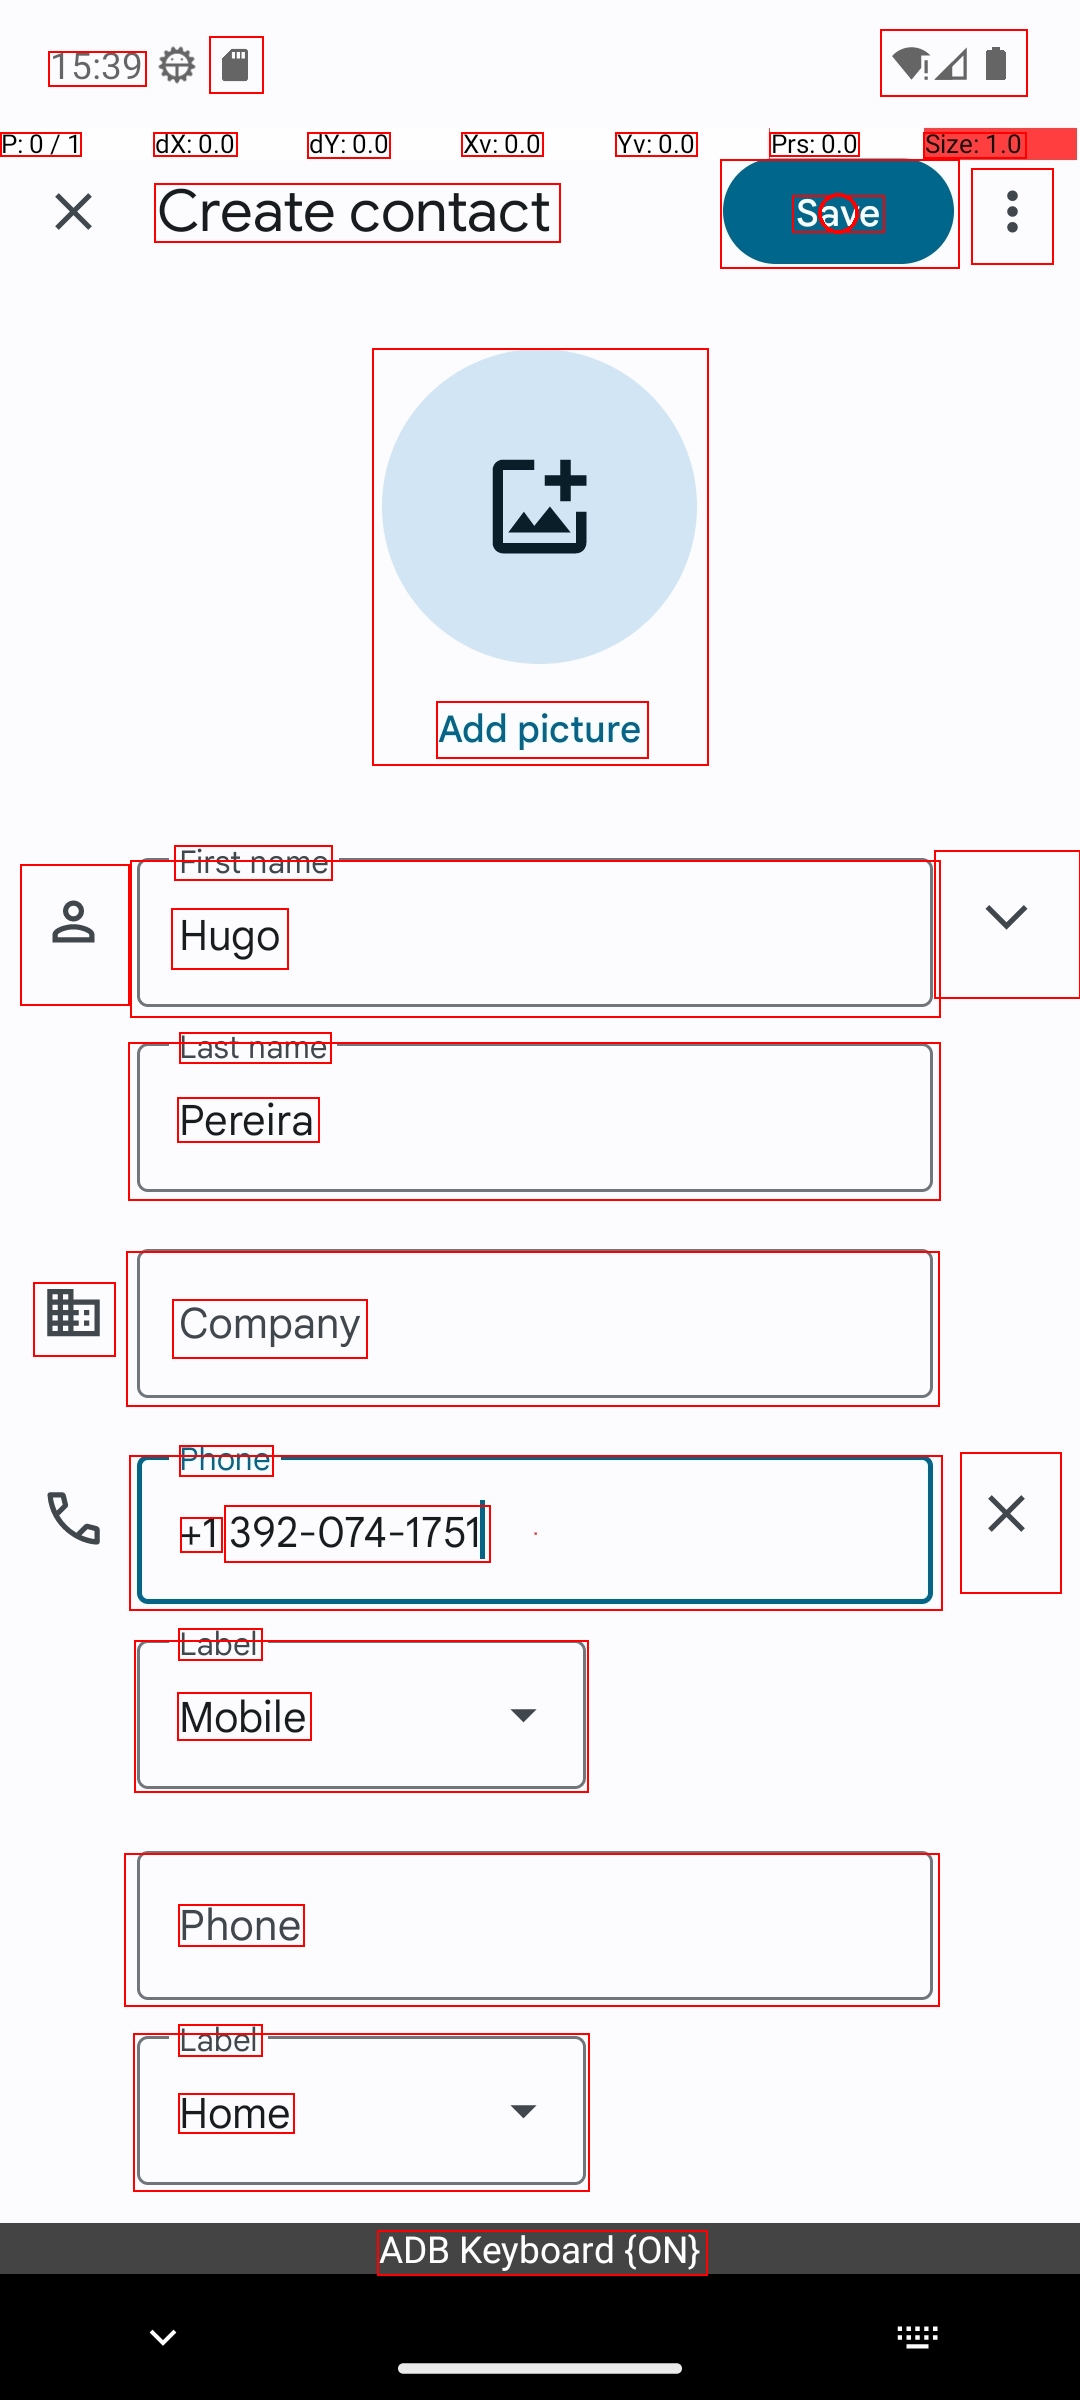 15:39
P: 0 / 1 dX: 0.0 dY: 0.0 Xv: 0.0 Yv: 0.0 Prs: 0.0 Size: 1.0
Create contact Save
Add picture
First name
Hugo
Last name
Pereira
Company
Phone
+1 392-074-1751
Label
Mobile
Phone
Label
Home
ADB Keyboard {ON}